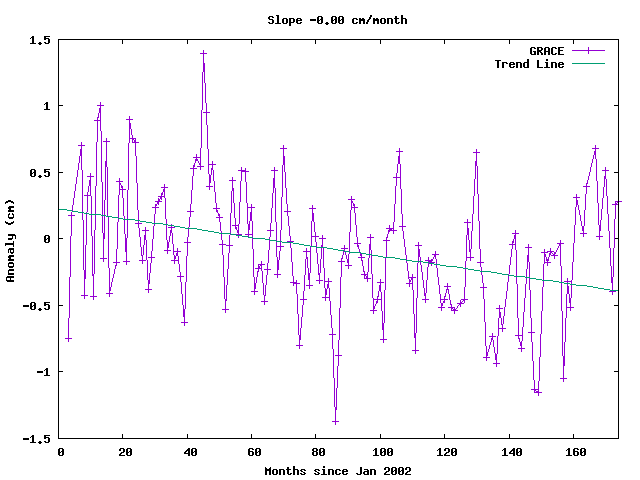 Slope -0.00 cm/month
GRACE
Trend Line
1.5
1
0.5
0
-0.5
-1
-1.5
Anomaly (cm)
0 20 40 60 80 100 120 140 160
Months since Jan 2002